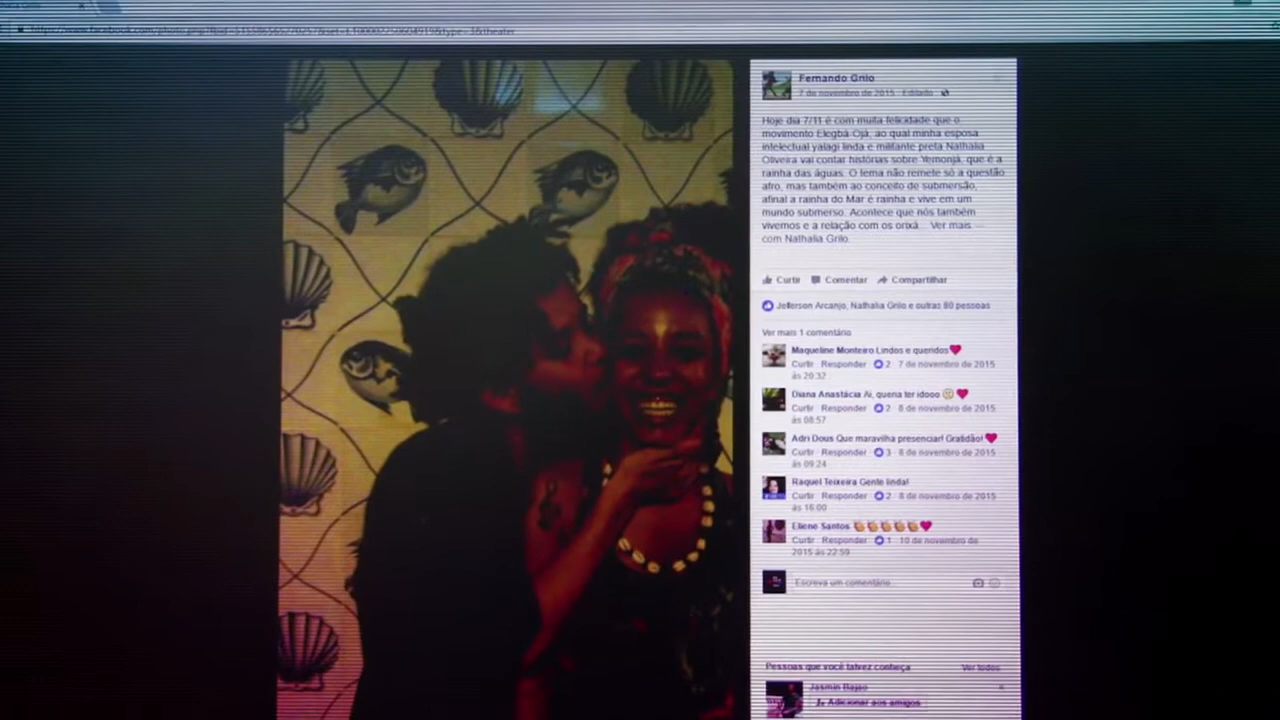 Fernando Grilo
7 de novembro de 2015 · Editado ·
Hoje dia 7/11 é com muita felicidade que o
movimento Elegbá Ojá, ao qual minha esposa
intelectual yalagi linda e militante preta Nathalia
Oliveira vai contar histórias sobre Yemonjá, que é a
rainha das águas. O tema não remete só a questão
afro, mas também ao conceito de submersão,
afinal a rainha do Mar é rainha e vive em um
mundo submerso. Acontece que nós também
vivemos e a relação com os orixá... Ver mais —
com Nathalia Grilo.
Curtir Comentar Compartilhar
Jefferson Arcanjo, Nathalia Grilo e outras 80 pessoas
Ver mais 1 comentário
Maqueline Monteiro Lindos e queridos❤
Curtir · Responder · 2 · 7 de novembro de 2015
às 20:32
Diana Anastácia Ai, queria ter idooo ❤
Curtir · Responder · 2 · 8 de novembro de 2015
às 08:57
Adri Dous Que maravilha presenciar! Gratidão! ❤
Curtir · Responder · 3 · 8 de novembro de 2015
às 09:24
Raquel Teixeira Gente linda!
Curtir · Responder · 2 · 8 de novembro de 2015
às 16:00
Eliene Santos 👏👏👏👏👏❤
Curtir · Responder · 1 · 10 de novembro de
2015 às 22:59
Escreva um comentário...
Pessoas que você talvez conheça Ver todos
Jasmin Bajao
Adicionar aos amigos